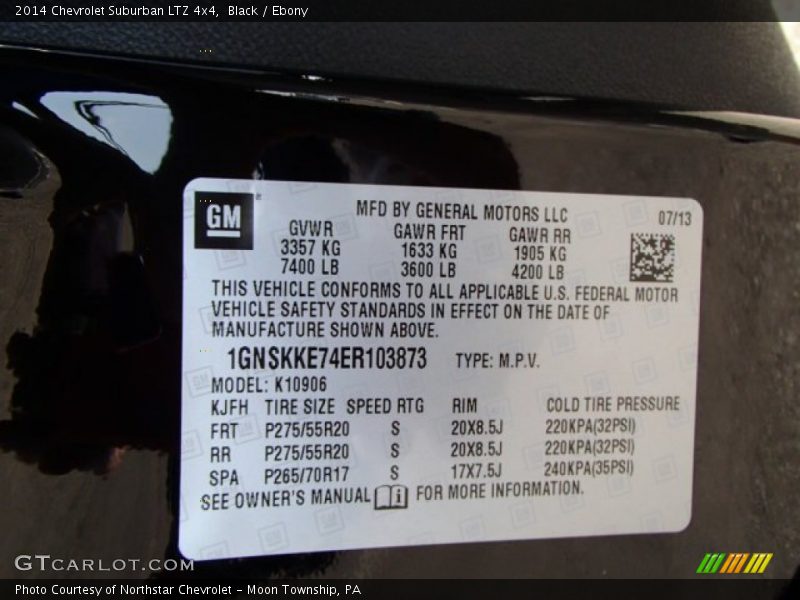 2014 Chevrolet Suburban LTZ 4x4,  Black / Ebony
GM
MFD BY GENERAL MOTORS LLC 07/13
GVWR GAWR FRT GAWR RR
3357 KG 1633 KG 1905 KG
7400 LB 3600 LB 4200 LB
THIS VEHICLE CONFORMS TO ALL APPLICABLE U.S. FEDERAL MOTOR
VEHICLE SAFETY STANDARDS IN EFFECT ON THE DATE OF
MANUFACTURE SHOWN ABOVE.
1GNSKKE74ER103873 TYPE: M.P.V.
MODEL: K10906
KJFH TIRE SIZE SPEED RTG RIM COLD TIRE PRESSURE
FRT P275/55R20 S 20X8.5J 220KPA(32PSI)
RR P275/55R20 S 20X8.5J 220KPA(32PSI)
SPA P265/70R17 S 17X7.5J 240KPA(35PSI)
SEE OWNER'S MANUAL i FOR MORE INFORMATION.
GTcarlot.com
Photo Courtesy of Northstar Chevrolet - Moon Township, PA